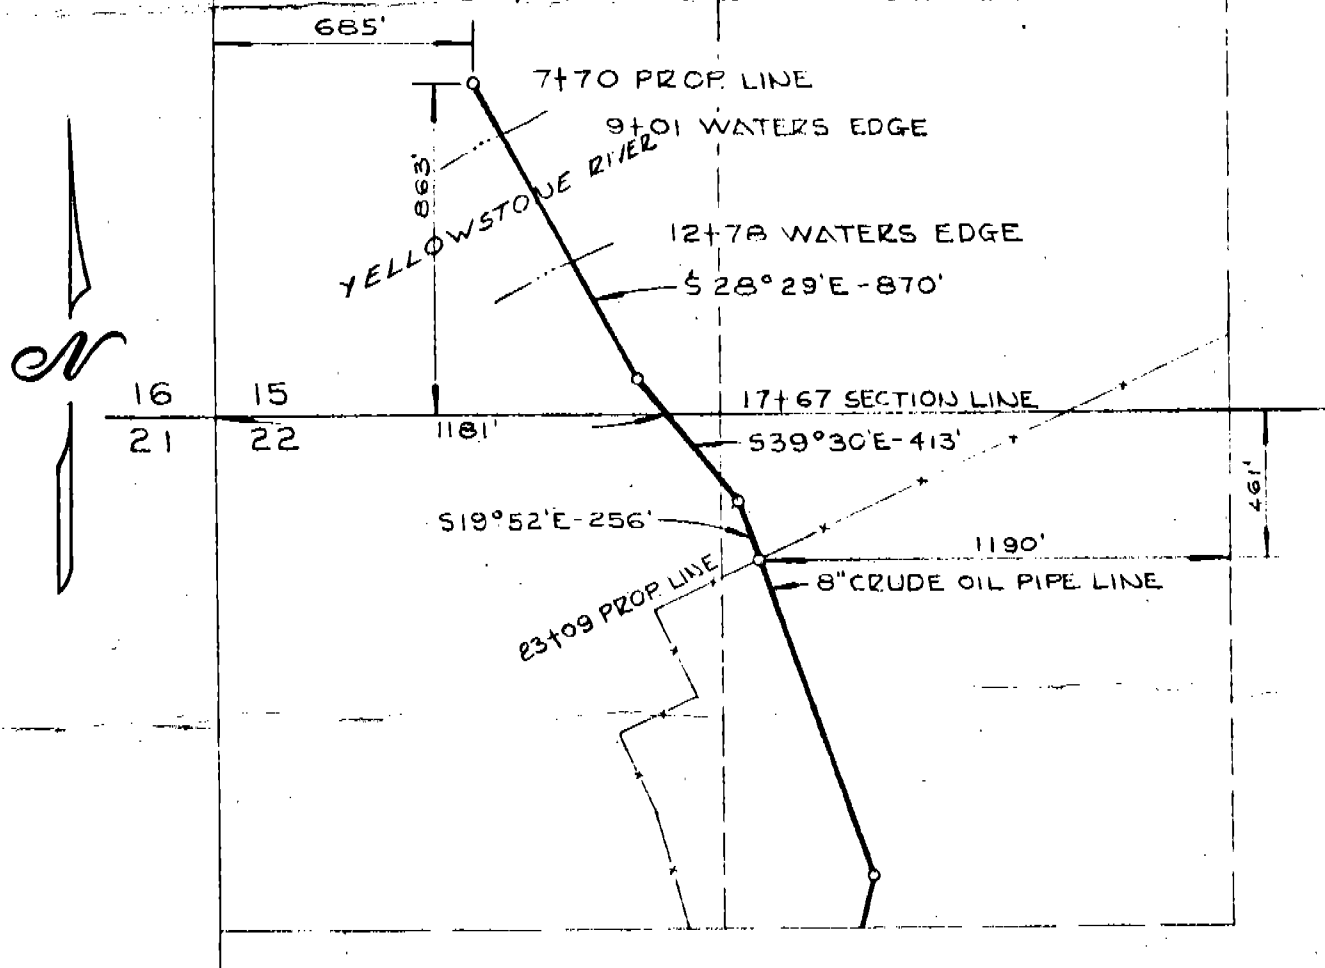 685'
7+70 PROP. LINE
9+01 WATERS EDGE
863'
YELLOWSTONE RIVER
12+78 WATERS EDGE
S 28°29'E-870'
N
16 15
17+67 SECTION LINE
21 22
1181'
S39°30'E-413'
461'
S19°52'E-256'
1190'
8" CRUDE OIL PIPE LINE
23+09 PROP. LINE